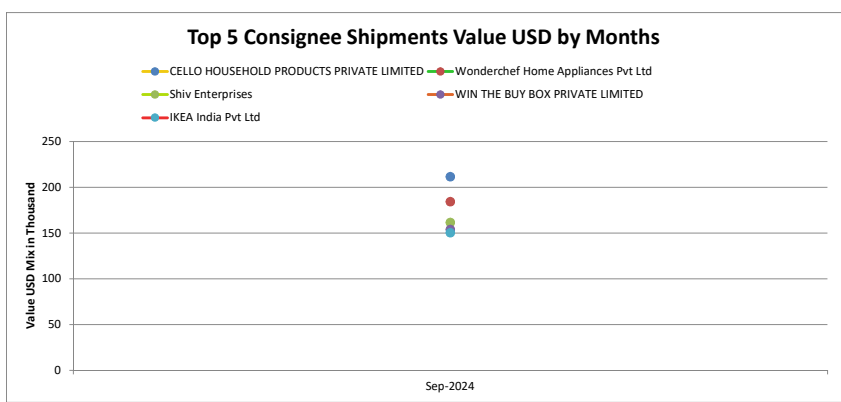 Top 5 Consignee Shipments Value USD by Months
CELLO HOUSEHOLD PRODUCTS PRIVATE LIMITED
Wonderchef Home Appliances Pvt Ltd
Shiv Enterprises
WIN THE BUY BOX PRIVATE LIMITED
IKEA India Pvt Ltd
Value USD Mix in Thousand
250
200
150
100
50
0
Sep-2024